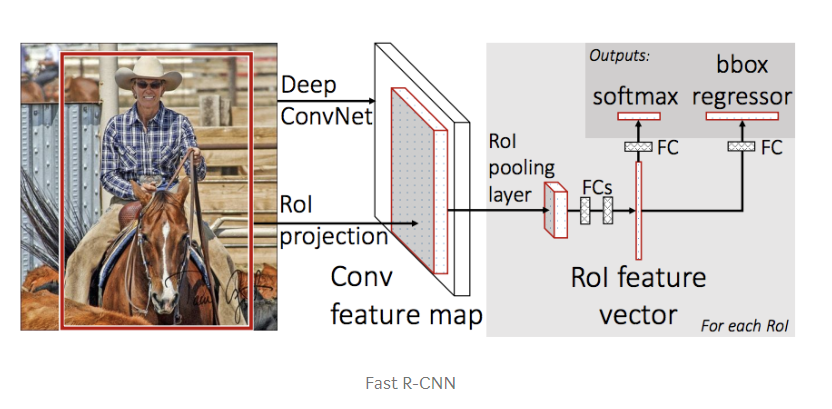 Outputs:
bbox
softmax regressor
Deep
ConvNet
RoI
pooling
layer
FC
FC
FCs
RoI
projection
Conv
feature map
RoI feature
vector
For each RoI
Fast R-CNN